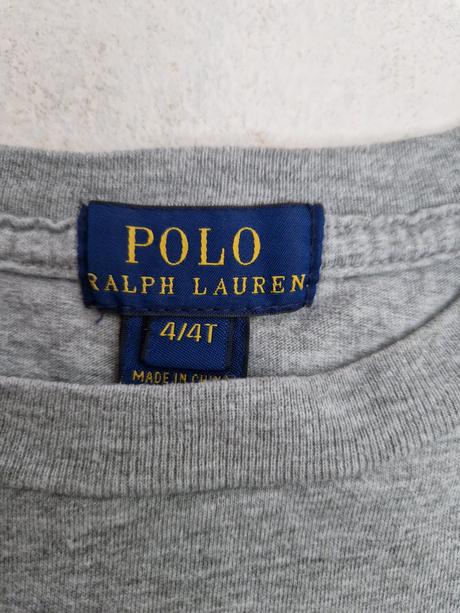 POLO
RALPH LAUREN
4/4T
MADE IN CHINA